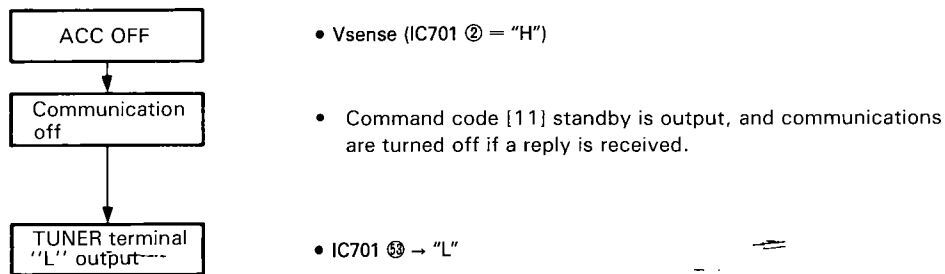 ACC OFF
• Vsense (IC701 ② = "H")
Communication
off
• Command code [11] standby is output, and communications
are turned off if a reply is received.
TUNER terminal
"L" output
• IC701 ㊾ → "L"